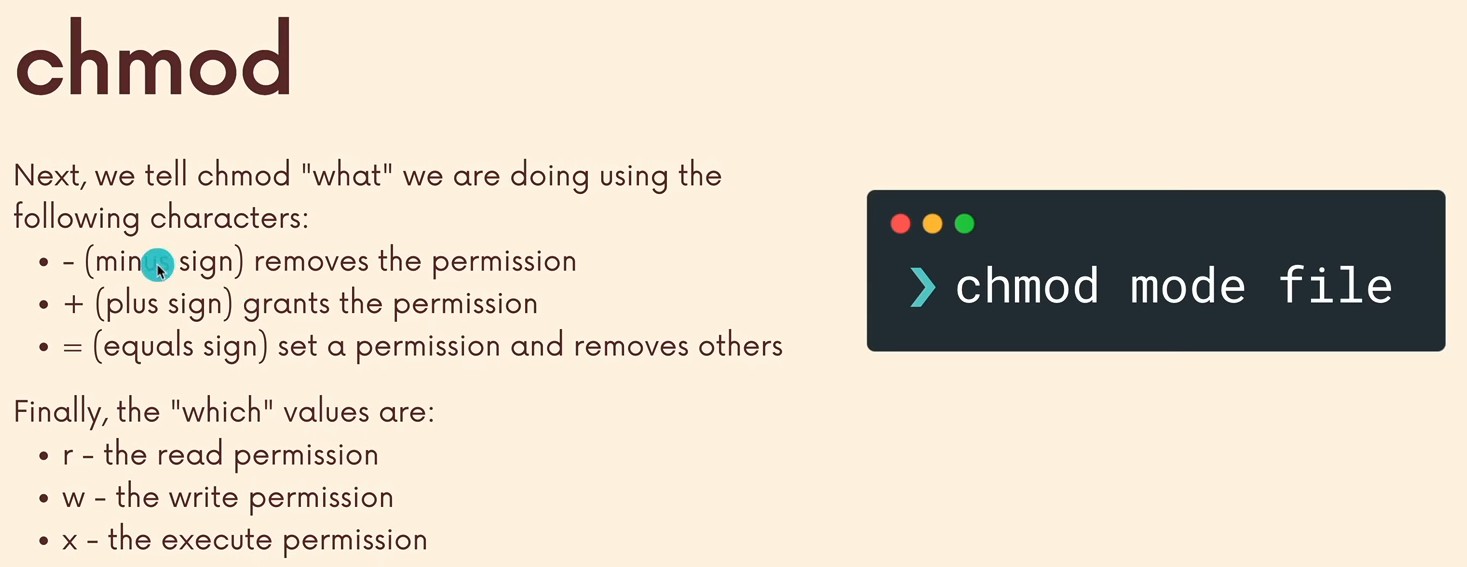 chmod
Next, we tell chmod "what" we are doing using the
following characters:
• - (minus sign) removes the permission
• + (plus sign) grants the permission
• = (equals sign) set a permission and removes others
Finally, the "which" values are:
• r - the read permission
• w - the write permission
• x - the execute permission
❯ chmod mode file